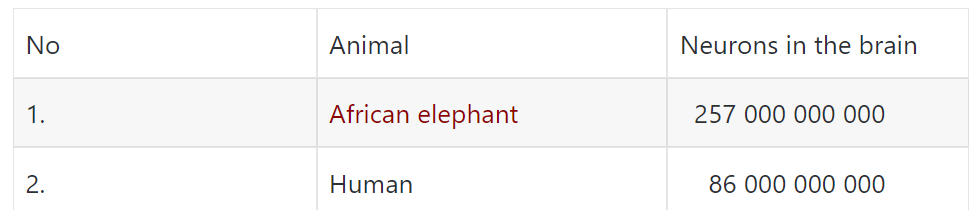 No Animal Neurons in the brain
1. African elephant 257 000 000 000
2. Human 86 000 000 000